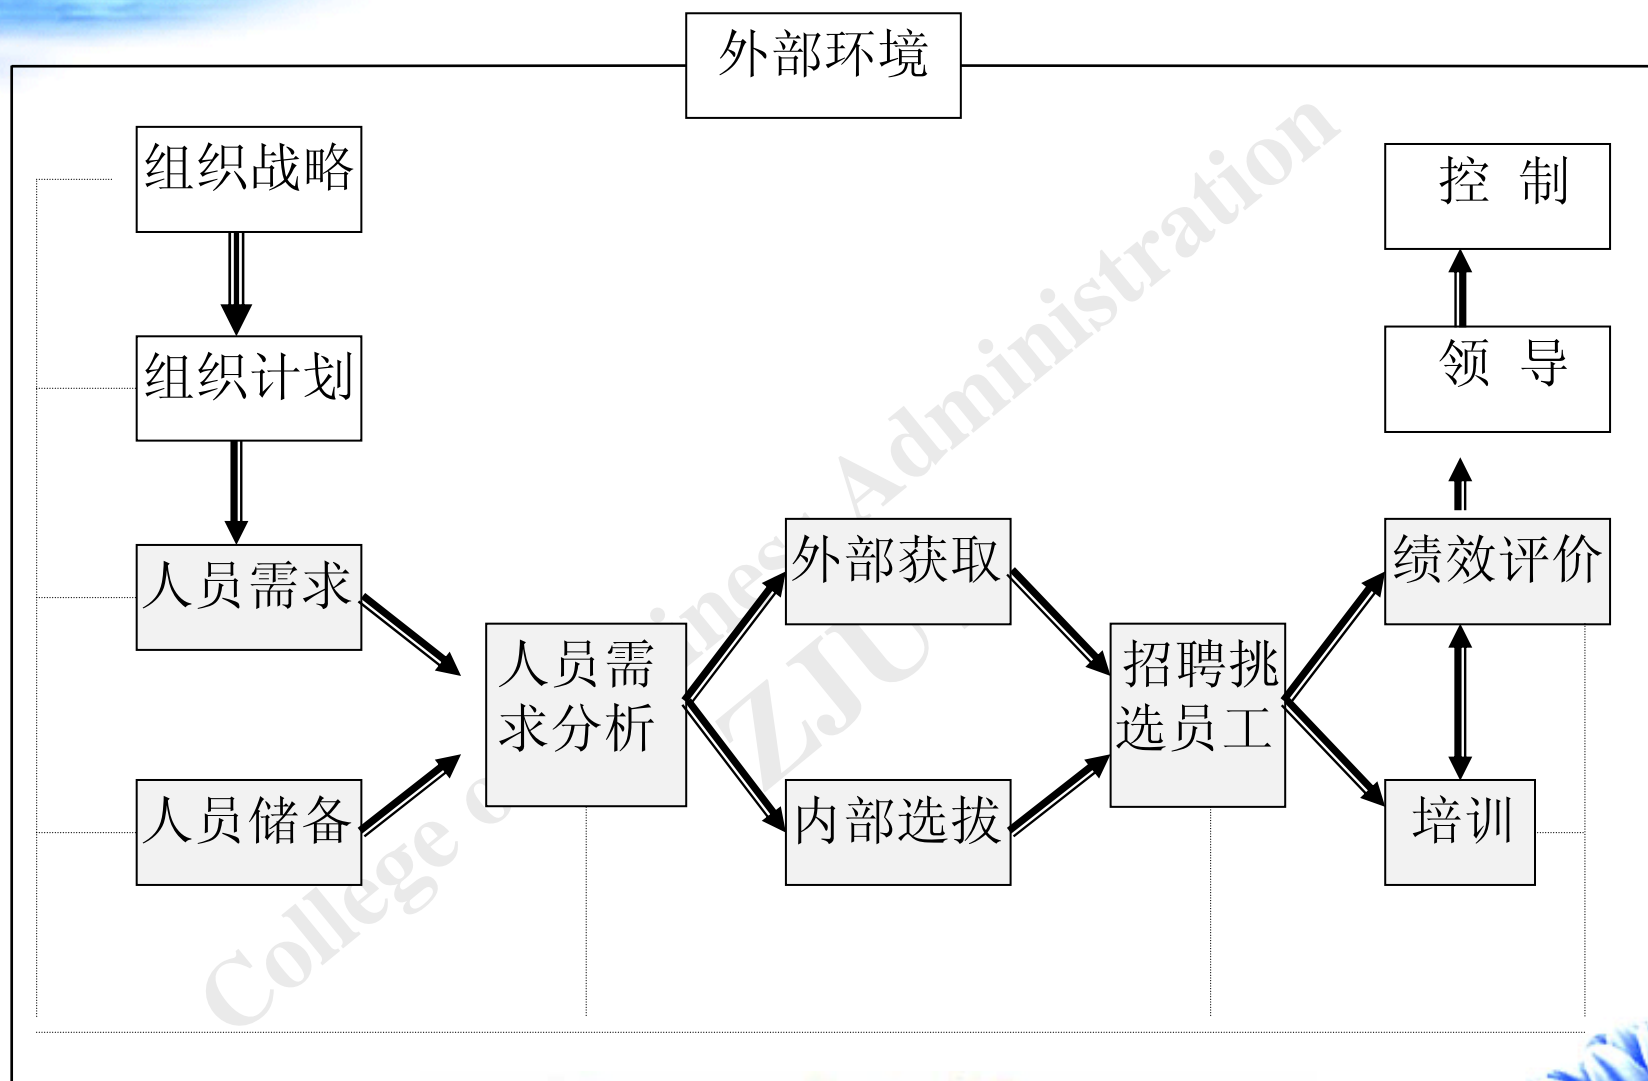 外部环境
组织战略
控 制
组织计划
领 导
人员需求
外部获取
绩效评价
人员需
求分析
招聘挑
选员工
人员储备
内部选拔
培训
College o
ines
Administration
ZJU